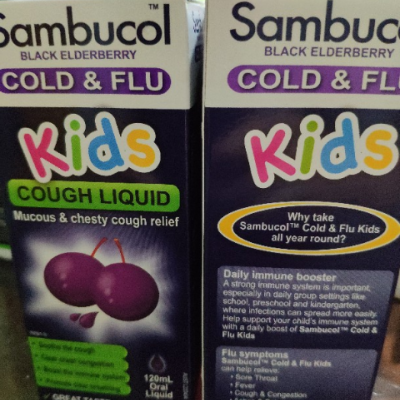 Sambucol™
BLACK ELDERBERRY
COLD & FLU
Kids
COUGH LIQUID
Mucous & chesty cough relief
120mL
Oral
Liquid
GREAT
Sambuco
BLACK ELDERBERRY
COLD & FLU
Kids
Why take
Sambucol™ Cold & Flu Kids
all year round?
Daily immune booster
A strong immune system is important,
especially in daily group settings like
school, preschool and kindergarten,
where infections can spread more easily.
Help support your child's immune system
with a daily boost of Sambucol™ Cold &
Flu Kids
Flu symptoms
Sambucol™ Cold & Flu Kids
can help relieve:
• Sore Throat
• Fever
• Cough & Congestion